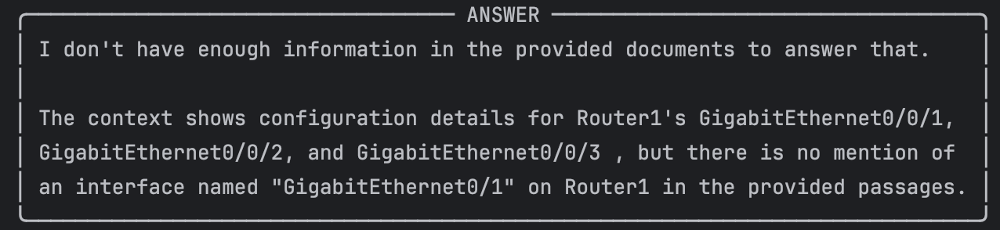 ANSWER
I don't have enough information in the provided documents to answer that.
The context shows configuration details for Router1's GigabitEthernet0/0/1,
GigabitEthernet0/0/2, and GigabitEthernet0/0/3 , but there is no mention of
an interface named "GigabitEthernet0/1" on Router1 in the provided passages.